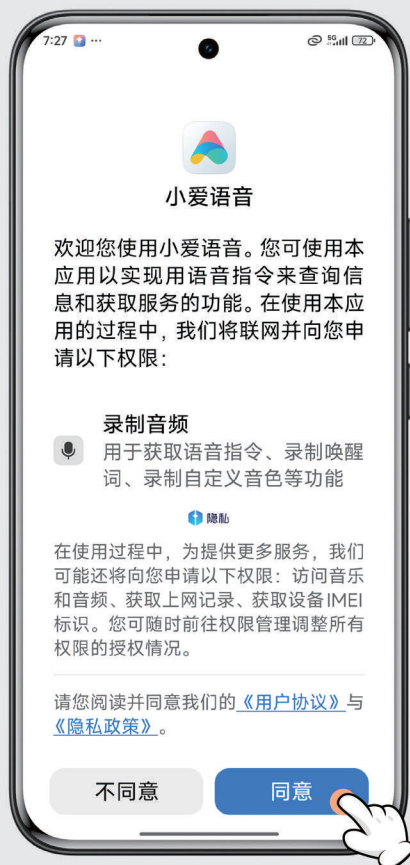 7:27 ...
5G 72
小爱语音
欢迎您使用小爱语音。您可使用本
应用以实现用语音指令来查询信
息和获取服务的功能。在使用本应
用的过程中，我们将联网并向您申
请以下权限：
录制音频
用于获取语音指令、录制唤醒
词、录制自定义音色等功能
隐私
在使用过程中，为提供更多服务，我们
可能还将向您申请以下权限：访问音乐
和音频、获取上网记录、获取设备IMEI
标识。您可随时前往权限管理调整所有
权限的授权情况。
请您阅读并同意我们的《用户协议》与
《隐私政策》。
不同意
同意